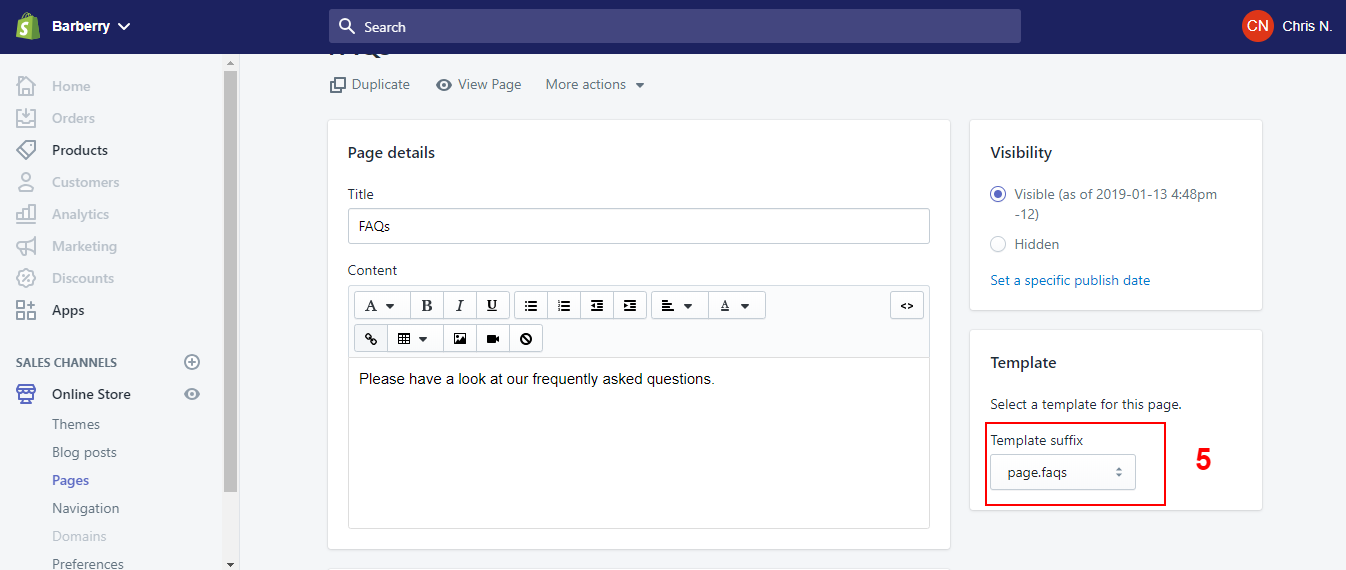 Barberry
Search
CN
Chris N.
FAQs
Duplicate
View Page
More actions
Home
Orders
Products
Customers
Analytics
Marketing
Discounts
Apps
SALES CHANNELS
Online Store
Themes
Blog posts
Pages
Navigation
Domains
Preferences
Page details
Title
FAQs
Content
A
B
I
U
A
<>
Please have a look at our frequently asked questions.
Visibility
Visible (as of 2019-01-13 4:48pm
-12)
Hidden
Set a specific publish date
Template
Select a template for this page.
Template suffix
page.faqs
5